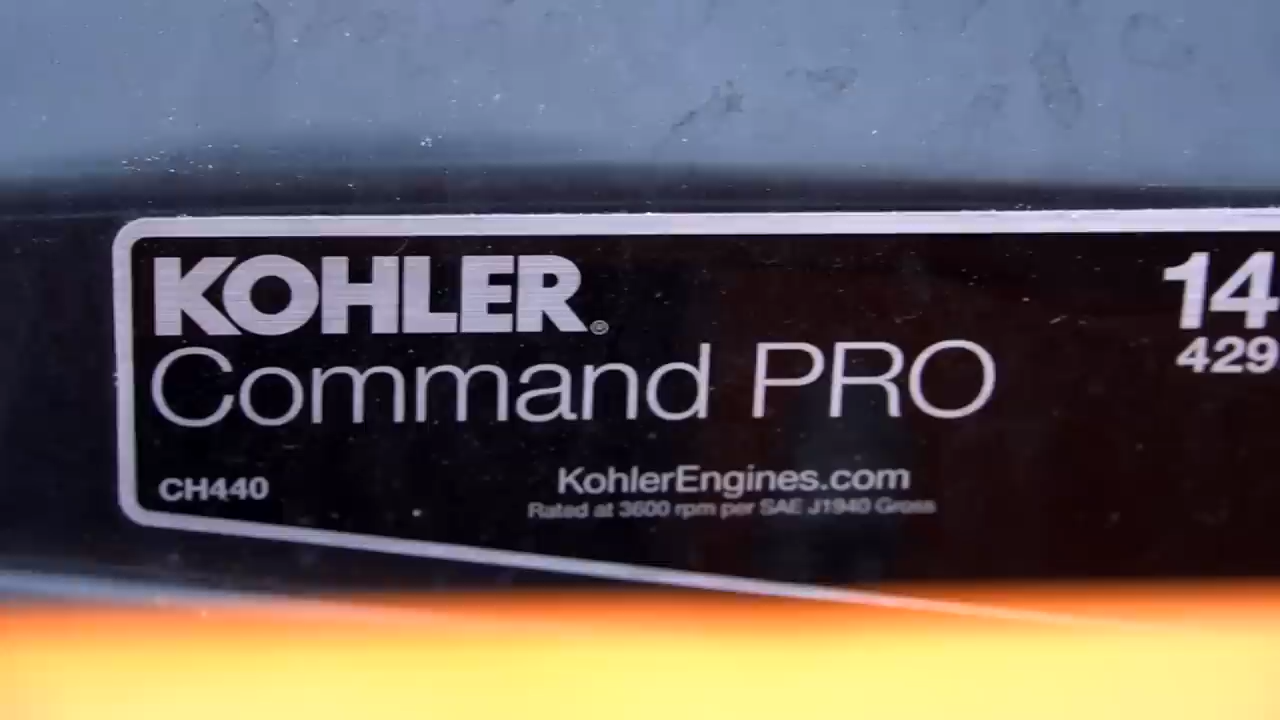 KOHLER®
14
429
Command PRO
CH440
KohlerEngines.com
Rated at 3600 rpm per SAE J1940 Gross